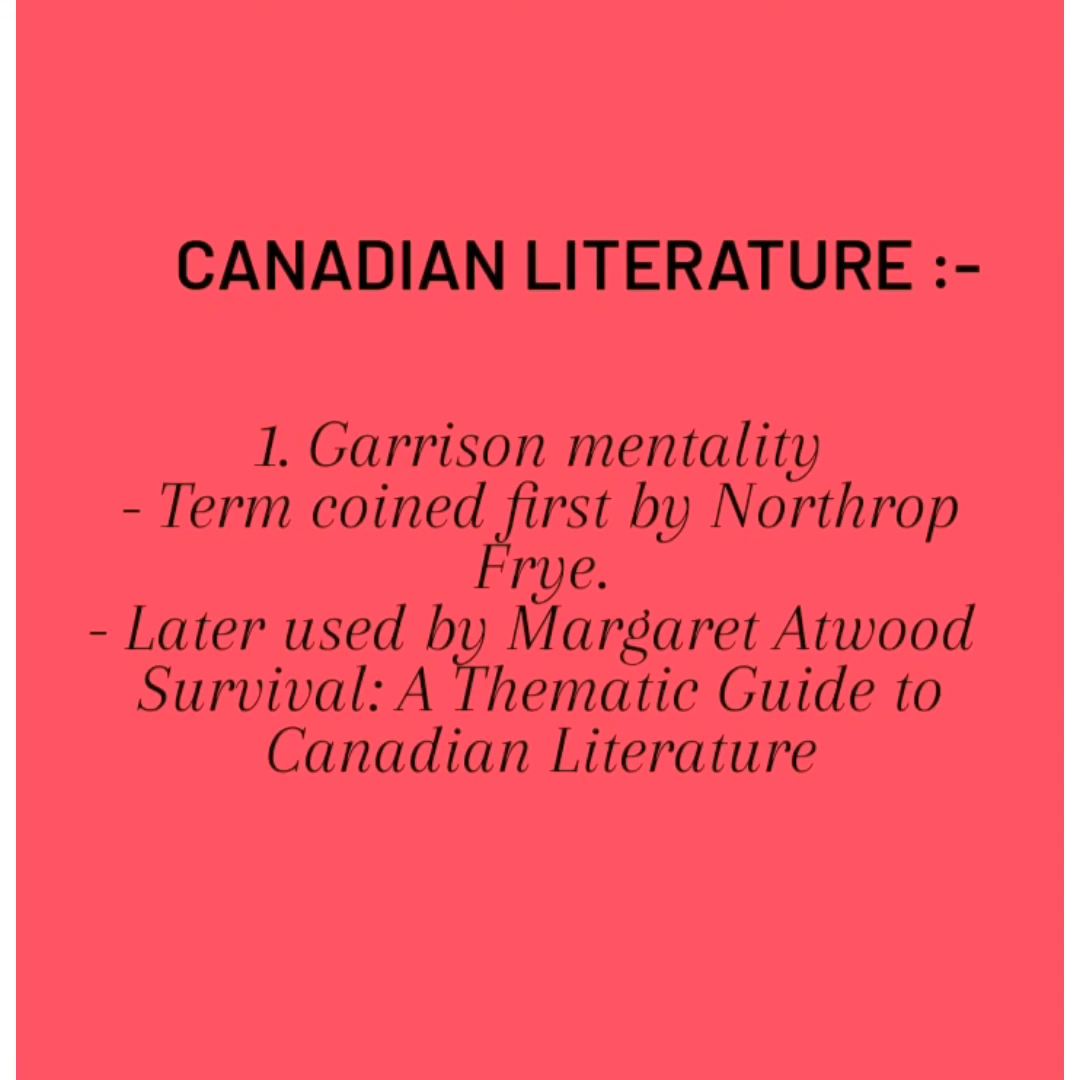 CANADIAN LITERATURE :-
1. Garrison mentality
- Term coined first by Northrop
Frye.
- Later used by Margaret Atwood
Survival: A Thematic Guide to
Canadian Literature